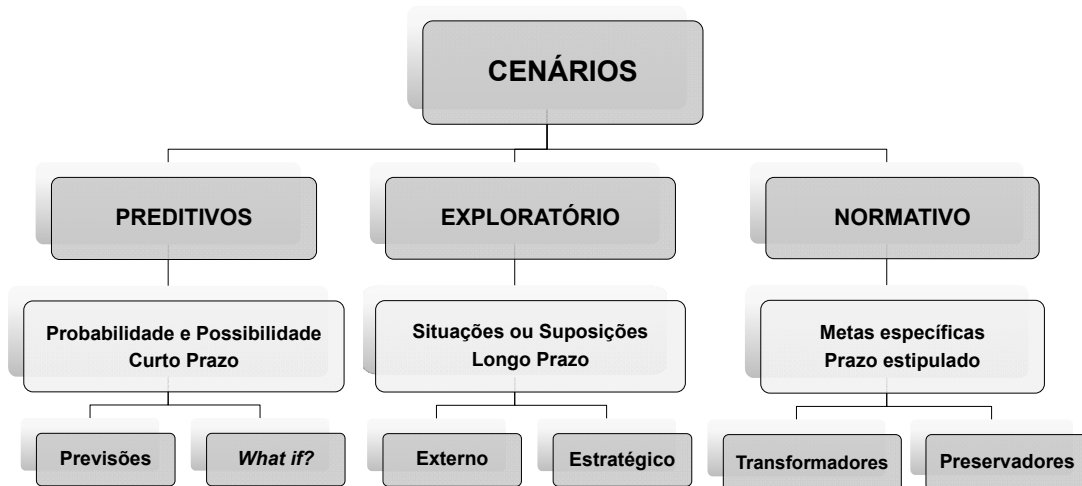 CENÁRIOS
PREDITIVOS
EXPLORATÓRIO
NORMATIVO
Probabilidade e Possibilidade
Curto Prazo
Situações ou Suposições
Longo Prazo
Metas específicas
Prazo estipulado
Previsões
What if?
Externo
Estratégico
Transformadores
Preservadores